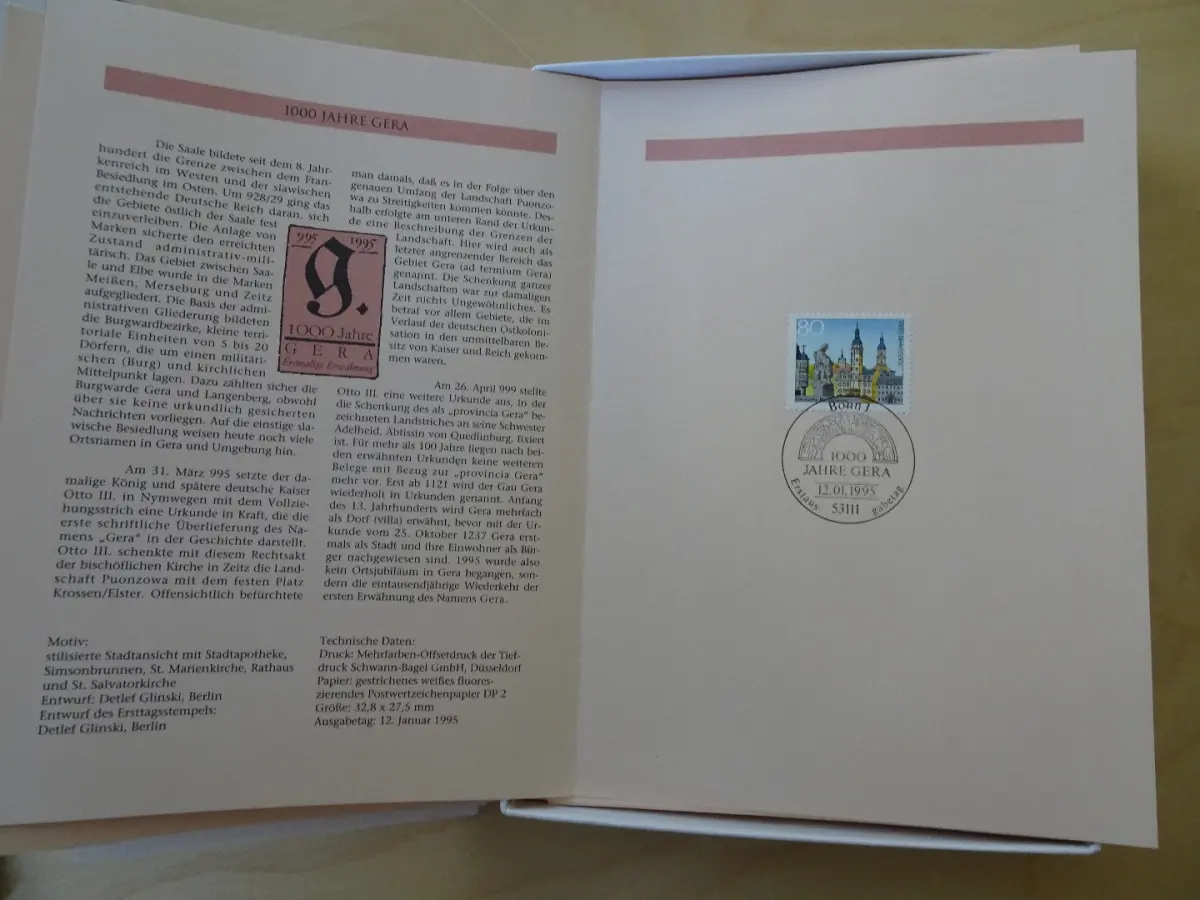 1000 JAHRE GERA
Die Saale bildete seit dem 8. Jahr-
hundert die Grenze zwischen dem Fran-
kenreich im Westen und der slawischen
Besiedlung im Osten. Um 928/29 ging das
entstehende Deutsche Reich daran, sich
die Gebiete östlich der Saale fest
einzuverleiben. Die Anlage von
Marken sicherte den erreichten
Zustand administrativ-mili-
tärisch. Das Gebiet zwischen Saa-
le und Elbe wurde in die Marken
Meißen, Merseburg und Zeitz
aufgegliedert. Die Basis der admi-
nistrativen Gliederung bildeten
die Burgwardbezirke, kleine terri-
toriale Einheiten von 5 bis 20
Dörfern, die um einen militäri-
schen (Burg) und kirchlichen
Mittelpunkt lagen. Dazu zählten sicher die
Burgwarde Gera und Langenberg, obwohl
über sie keine urkundlich gesicherten
Nachrichten vorliegen. Auf die einstige sla-
wische Besiedlung weisen heute noch viele
Ortsnamen in Gera und Umgebung hin.
Am 31. März 995 setzte der da-
malige König und spätere deutsche Kaiser
Otto III. in Nymwegen mit dem Vollzie-
hungsstrich eine Urkunde in Kraft, die die
erste schriftliche Überlieferung des Na-
mens „Gera" in der Geschichte darstellt.
Otto III. schenkte mit diesem Rechtsakt
der bischöflichen Kirche in Zeitz die Land-
schaft Puonzowa mit dem festen Platz
Krossen/Elster. Offensichtlich befürchtete
995 1995
g.
1000 Jahre
GERA
Erstmalige Erwähnung
man damals, daß es in der Folge über den
genauen Umfang der Landschaft Puonzo-
wa zu Streitigkeiten kommen könnte. Des-
halb erfolgte am unteren Rand der Urkun-
de eine Beschreibung der Grenzen der
Landschaft. Hier wird auch als
letzter angrenzender Bereich das
Gebiet Gera (ad termium Gera)
genannt. Die Schenkung ganzer
Landschaften war zur damaligen
Zeit nichts Ungewöhnliches. Es
betraf vor allem Gebiete, die im
Verlauf der deutschen Ostkoloni-
sation in den unmittelbaren Be-
sitz von Kaiser und Reich gekom-
men waren.
Am 26. April 999 stellte
Otto III. eine weitere Urkunde aus, in der
die Schenkung des als „provincia Gera" be-
zeichneten Landstriches an seine Schwester
Adelheid, Äbtissin von Quedlinburg, fixiert
ist. Für mehr als 100 Jahre liegen nach bei-
den erwähnten Urkunden keine weiteren
Belege mit Bezug zur „provincia Gera"
mehr vor. Erst ab 1121 wird der Gau Gera
wiederholt in Urkunden genannt. Anfang
des 13. Jahrhunderts wird Gera mehrfach
als Dorf (villa) erwähnt, bevor mit der Ur-
kunde vom 25. Oktober 1237 Gera erst-
mals als Stadt und ihre Einwohner als Bür-
ger nachgewiesen sind. 1995 wurde also
kein Ortsjubiläum in Gera begangen, son-
dern die eintausendjährige Wiederkehr der
ersten Erwähnung des Namens Gera.
Motiv:
stilisierte Stadtansicht mit Stadtapotheke,
Simsonbrunnen, St. Marienkirche, Rathaus
und St. Salvatorkirche
Entwurf: Detlef Glinski, Berlin
Entwurf des Ersttagsstempels:
Detlef Glinski, Berlin
Technische Daten:
Druck: Mehrfarben-Offsetdruck der Tief-
druck Schwann-Bagel GmbH, Düsseldorf
Papier: gestrichenes weißes fluores-
zierendes Postwertzeichenpapier DP 2
Größe: 32,8 x 27,5 mm
Ausgabetag: 12. Januar 1995
80
Bonn 1
1000
JAHRE GERA
12.01.1995
53111
Erstaus gabetag